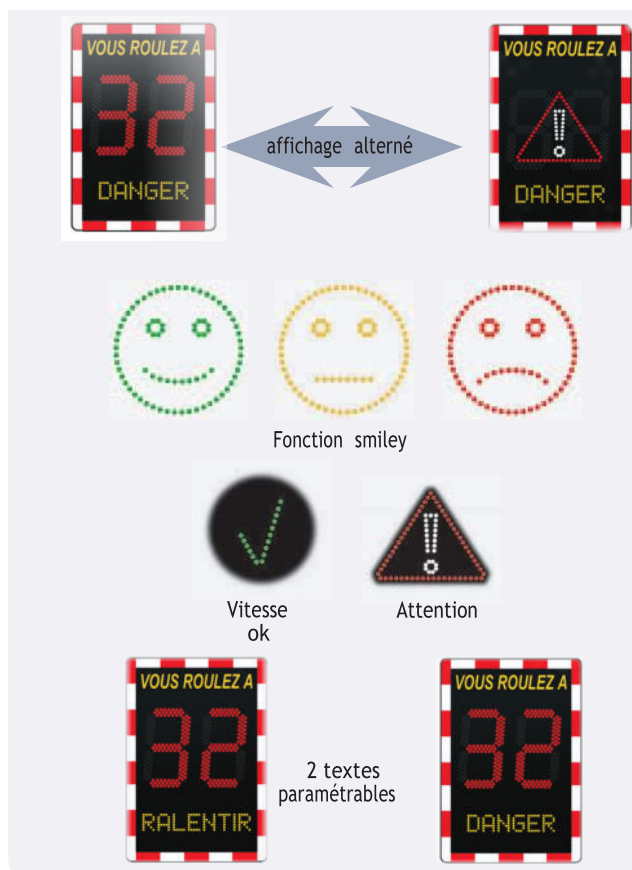 VOUS ROULEZ A
32
DANGER
affichage alterné
VOUS ROULEZ A
DANGER
Fonction smiley
Vitesse
ok
Attention
VOUS ROULEZ A
32
RALENTIR
2 textes
paramétrables
VOUS ROULEZ A
32
DANGER